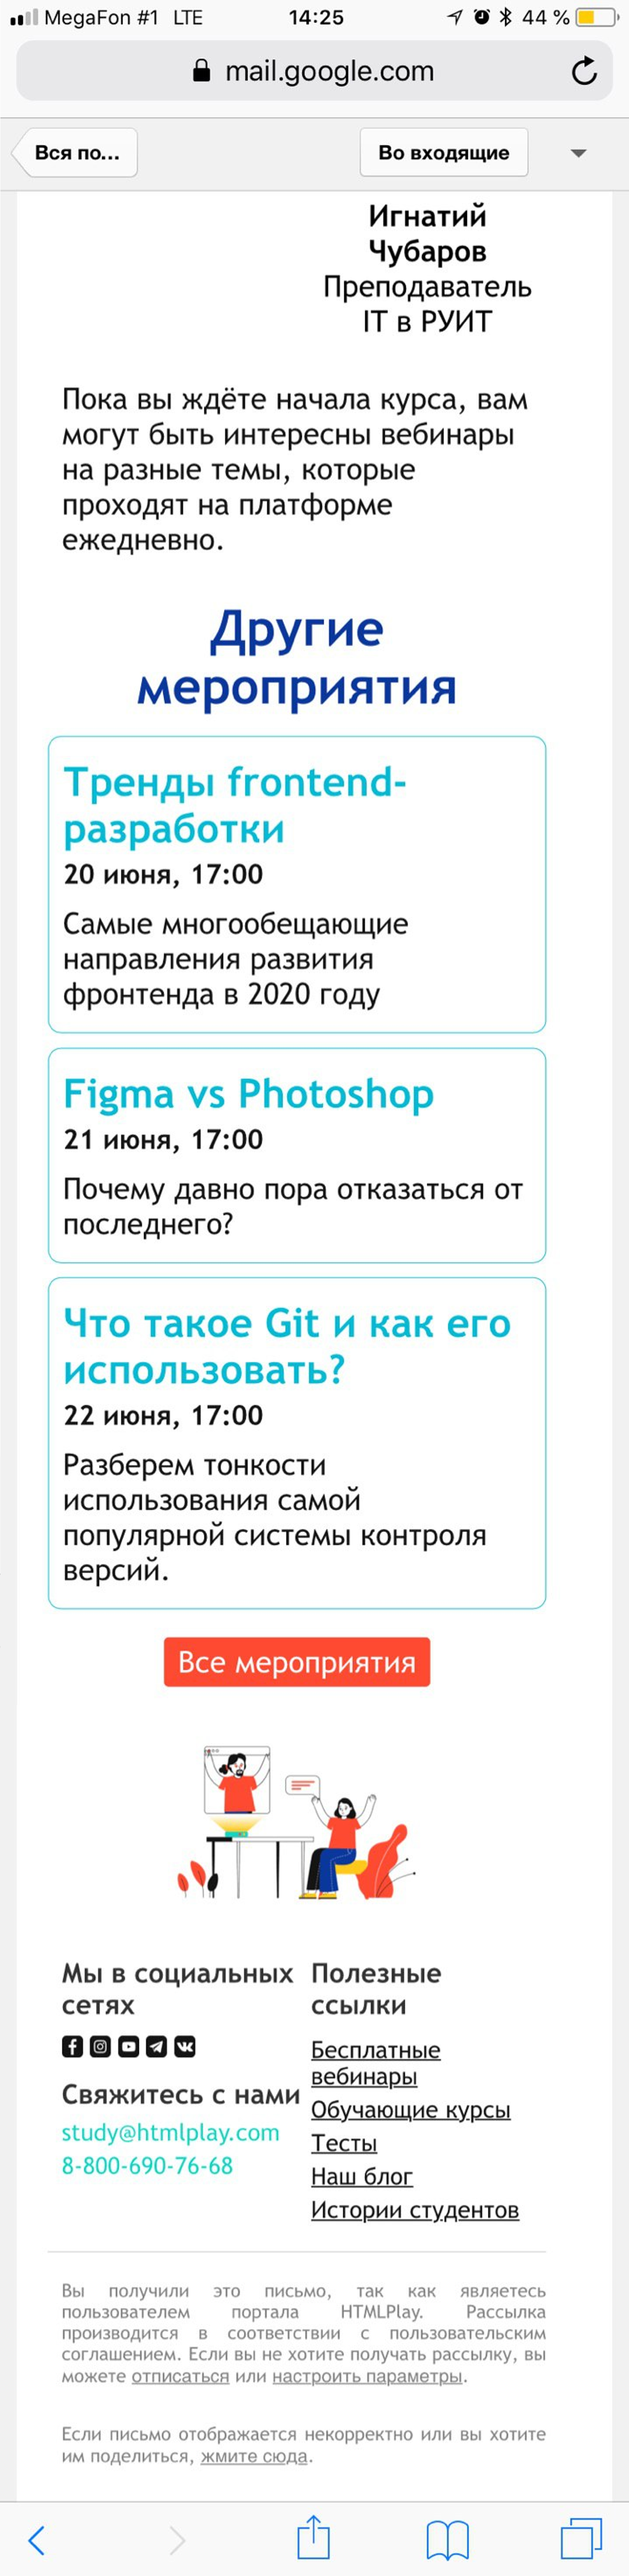 MegaFon #1 LTE 14:25 44 %
mail.google.com
Вся по... Во входящие
Игнатий
Чубаров
Преподаватель
IT в РУИТ
Пока вы ждёте начала курса, вам
могут быть интересны вебинары
на разные темы, которые
проходят на платформе
ежедневно.
Другие
мероприятия
Тренды frontend-
разработки
20 июня, 17:00
Самые многообещающие
направления развития
фронтенда в 2020 году
Figma vs Photoshop
21 июня, 17:00
Почему давно пора отказаться от
последнего?
Что такое Git и как его
использовать?
22 июня, 17:00
Разберем тонкости
использования самой
популярной системы контроля
версий.
Все мероприятия
Мы в социальных
сетях
Свяжитесь с нами
study@htmlplay.com
8-800-690-76-68
Полезные
ссылки
Бесплатные
вебинары
Обучающие курсы
Тесты
Наш блог
Истории студентов
Вы получили это письмо, так как являетесь
пользователем портала HTMLPlay. Рассылка
производится в соответствии с пользовательским
соглашением. Если вы не хотите получать рассылку, вы
можете отписаться или настроить параметры.
Если письмо отображается некорректно или вы хотите
им поделиться, жмите сюда.